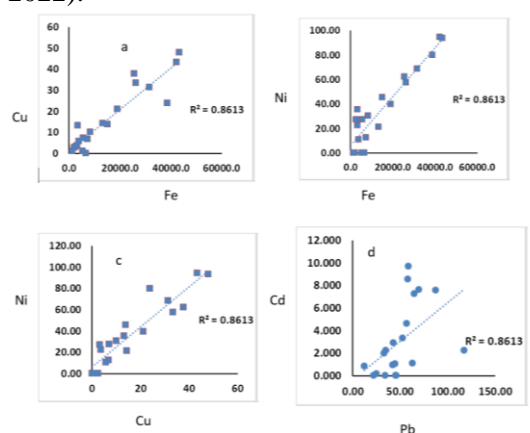 2022).
60
50
40
30
20
10
0
0.0 20000.0 40000.0 60000.0
a
R² = 0.8613
Cu
Fe
100.00
80.00
60.00
40.00
20.00
0.00
0.0 20000.0 40000.0 60000.0
R² = 0.8613
Ni
Fe
120.00
100.00
80.00
60.00
40.00
20.00
0.00
0 20 40 60
c
R² = 0.8613
Ni
Cu
12.000
10.000
8.000
6.000
4.000
2.000
0.000
0.00 50.00 100.00 150.00
d
R² = 0.8613
Cd
Pb